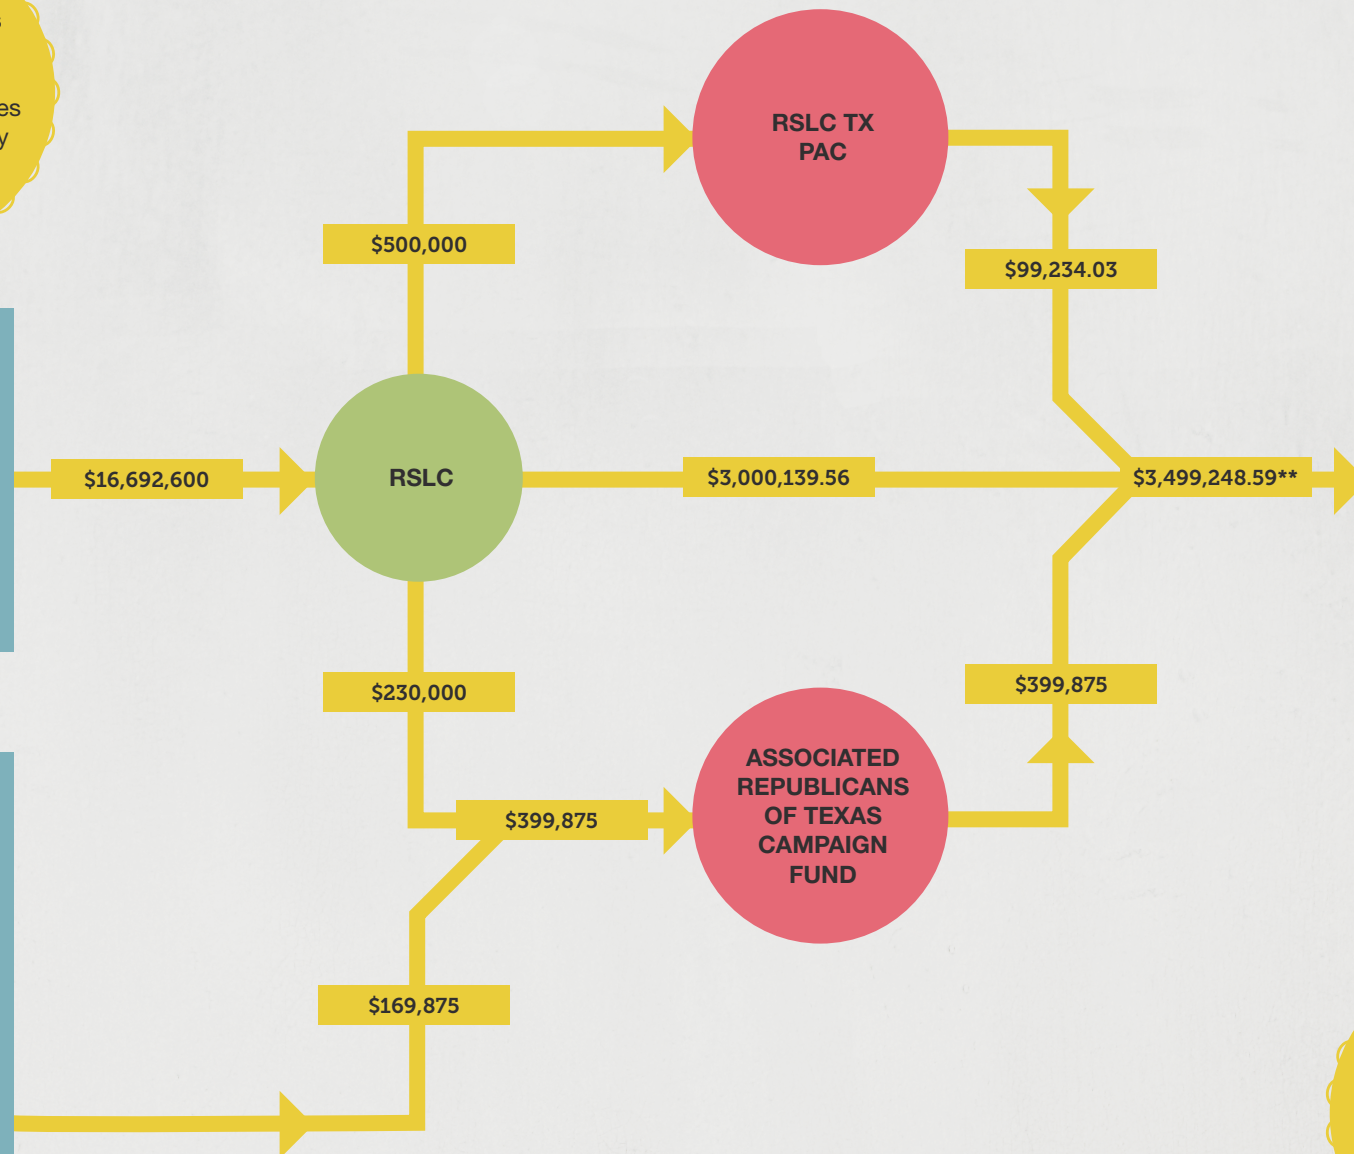 es
y
RSLC TX
PAC
$500,000
$99,234.03
$16,692,600
RSLC
$3,000,139.56
$3,499,248.59**
$230,000
$399,875
ASSOCIATED
REPUBLICANS
OF TEXAS
CAMPAIGN
FUND
$399,875
$169,875